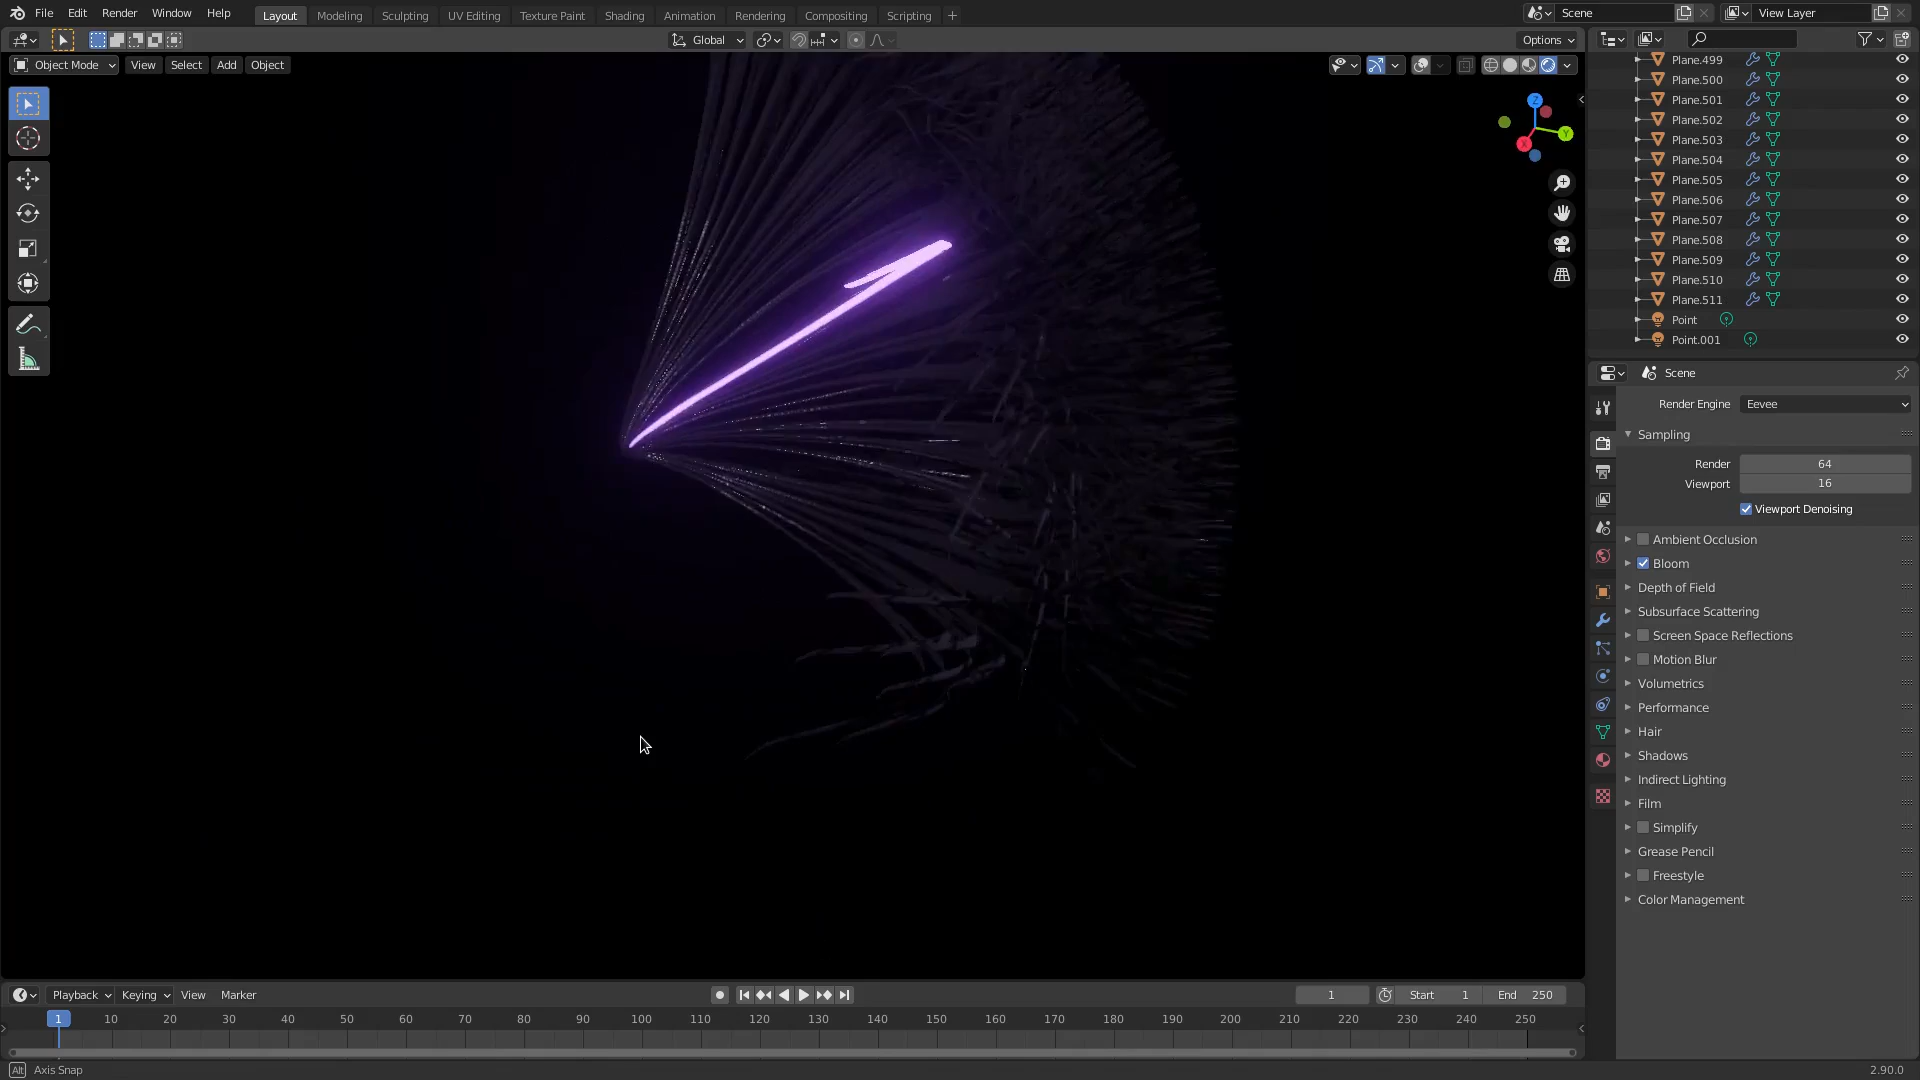 File Edit Render Window Help Layout Modeling Sculpting UV Editing Texture Paint Shading Animation Rendering Compositing Scripting + Scene View Layer
Global Options
Object Mode View Select Add Object
Z
Y
X
Plane.499
Plane.500
Plane.501
Plane.502
Plane.503
Plane.504
Plane.505
Plane.506
Plane.507
Plane.508
Plane.509
Plane.510
Plane.511
Point
Point.001
Scene
Render Engine Eevee
Sampling
Render 64
Viewport 16
Viewport Denoising
Ambient Occlusion
Bloom
Depth of Field
Subsurface Scattering
Screen Space Reflections
Motion Blur
Volumetrics
Performance
Hair
Shadows
Indirect Lighting
Film
Simplify
Grease Pencil
Freestyle
Color Management
Playback Keying View Marker 1 Start 1 End 250
1 10 20 30 40 50 60 70 80 90 100 110 120 130 140 150 160 170 180 190 200 210 220 230 240 250
Alt Axis Snap 2.90.0